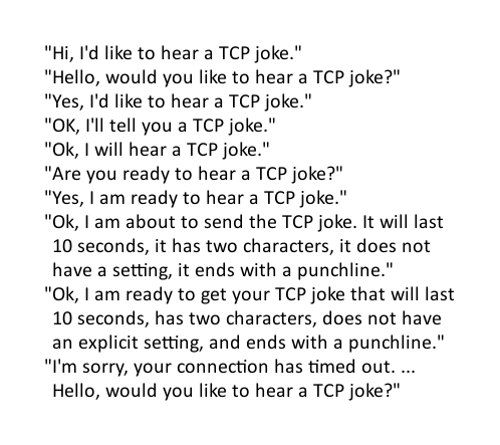 "Hi, I'd like to hear a TCP joke."
"Hello, would you like to hear a TCP joke?"
"Yes, I'd like to hear a TCP joke."
"OK, I'll tell you a TCP joke."
"Ok, I will hear a TCP joke."
"Are you ready to hear a TCP joke?"
"Yes, I am ready to hear a TCP joke."
"Ok, I am about to send the TCP joke. It will last
10 seconds, it has two characters, it does not
have a setting, it ends with a punchline."
"Ok, I am ready to get your TCP joke that will last
10 seconds, has two characters, does not have
an explicit setting, and ends with a punchline."
"I'm sorry, your connection has timed out. ...
Hello, would you like to hear a TCP joke?"